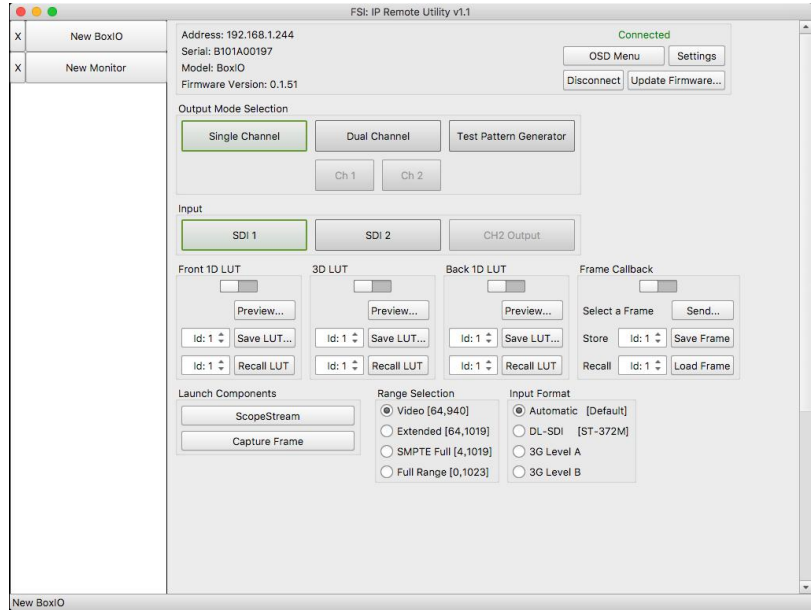 FSI: IP Remote Utility v1.1
X New BoxIO
X New Monitor
Address: 192.168.1.244
Serial: B101A00197
Model: BoxIO
Firmware Version: 0.1.51
Connected
OSD Menu Settings
Disconnect Update Firmware...
Output Mode Selection
Single Channel Dual Channel Test Pattern Generator
Ch 1 Ch 2
Input
SDI 1 SDI 2 CH2 Output
Front 1D LUT 3D LUT Back 1D LUT Frame Callback
Preview... Preview... Preview... Select a Frame Send...
Id: 1 Save LUT... Id: 1 Save LUT... Id: 1 Save LUT... Store Id: 1 Save Frame
Id: 1 Recall LUT Id: 1 Recall LUT Id: 1 Recall LUT Recall Id: 1 Load Frame
Launch Components Range Selection Input Format
ScopeStream
Capture Frame
Video [64,940]
Extended [64,1019]
SMPTE Full [4,1019]
Full Range [0,1023]
Automatic [Default]
DL-SDI [ST-372M]
3G Level A
3G Level B
New BoxIO